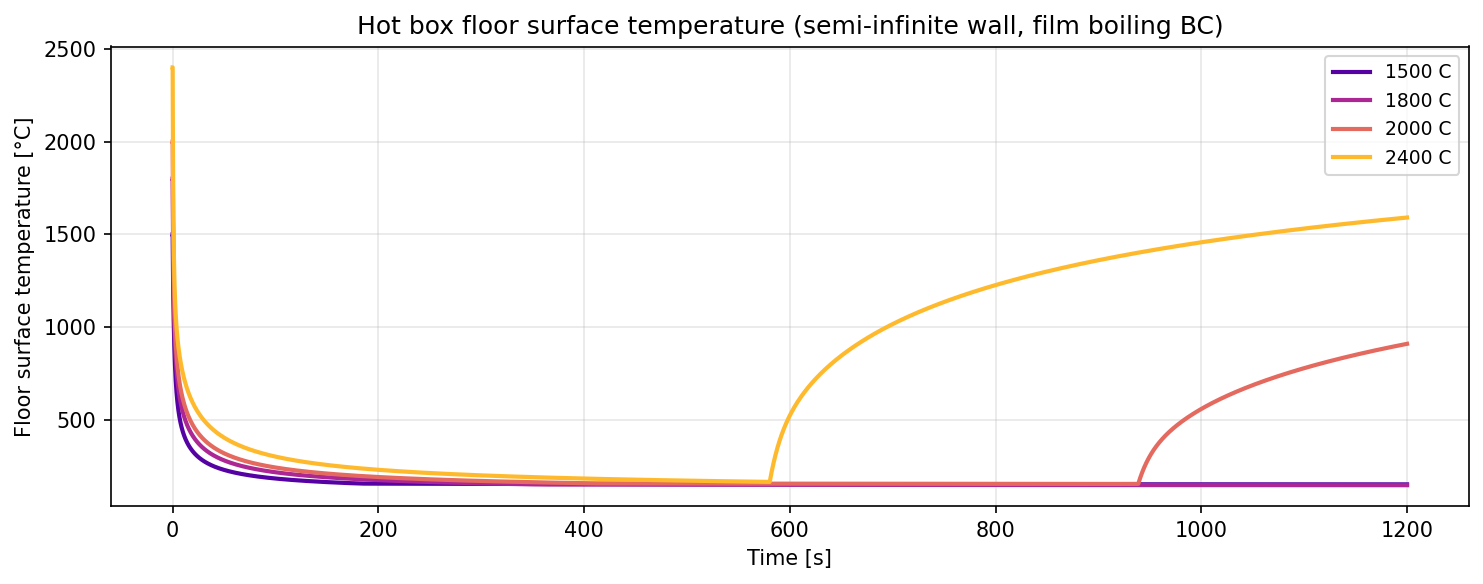 Hot box floor surface temperature (semi-infinite wall, film boiling BC)
Floor surface temperature [°C]
2500
2000
1500
1000
500
1500 C
1800 C
2000 C
2400 C
0
200
400
600
800
1000
1200
Time [s]